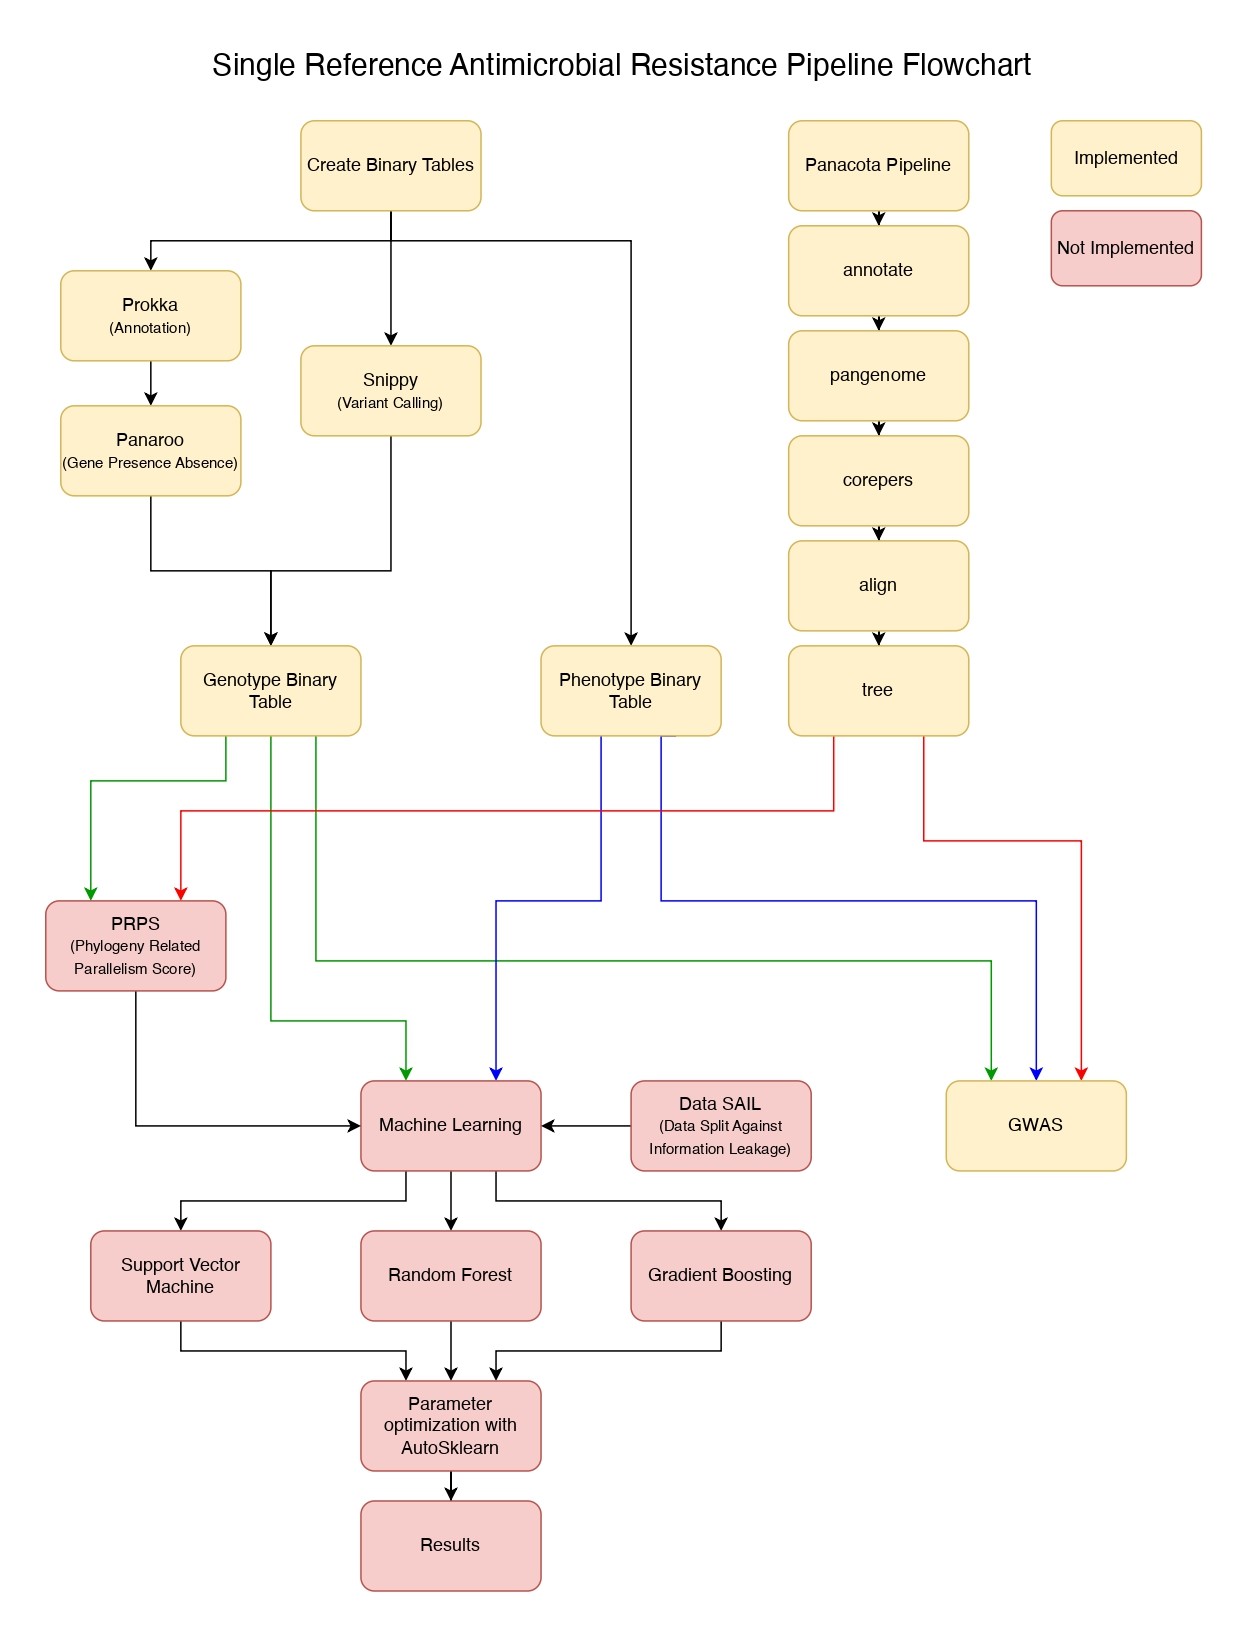 Single Reference Antimicrobial Resistance Pipeline Flowchart
Create Binary Tables
Panacota Pipeline
Implemented
Not Implemented
Prokka
(Annotation)
annotate
Snippy
(Variant Calling)
pangenome
Panaroo
(Gene Presence Absence)
corepers
align
Genotype Binary
Table
Phenotype Binary
Table
tree
PRPS
(Phylogeny Related
Parallelism Score)
Machine Learning
Data SAIL
(Data Split Against
Information Leakage)
GWAS
Support Vector
Machine
Random Forest
Gradient Boosting
Parameter
optimization with
AutoSklearn
Results